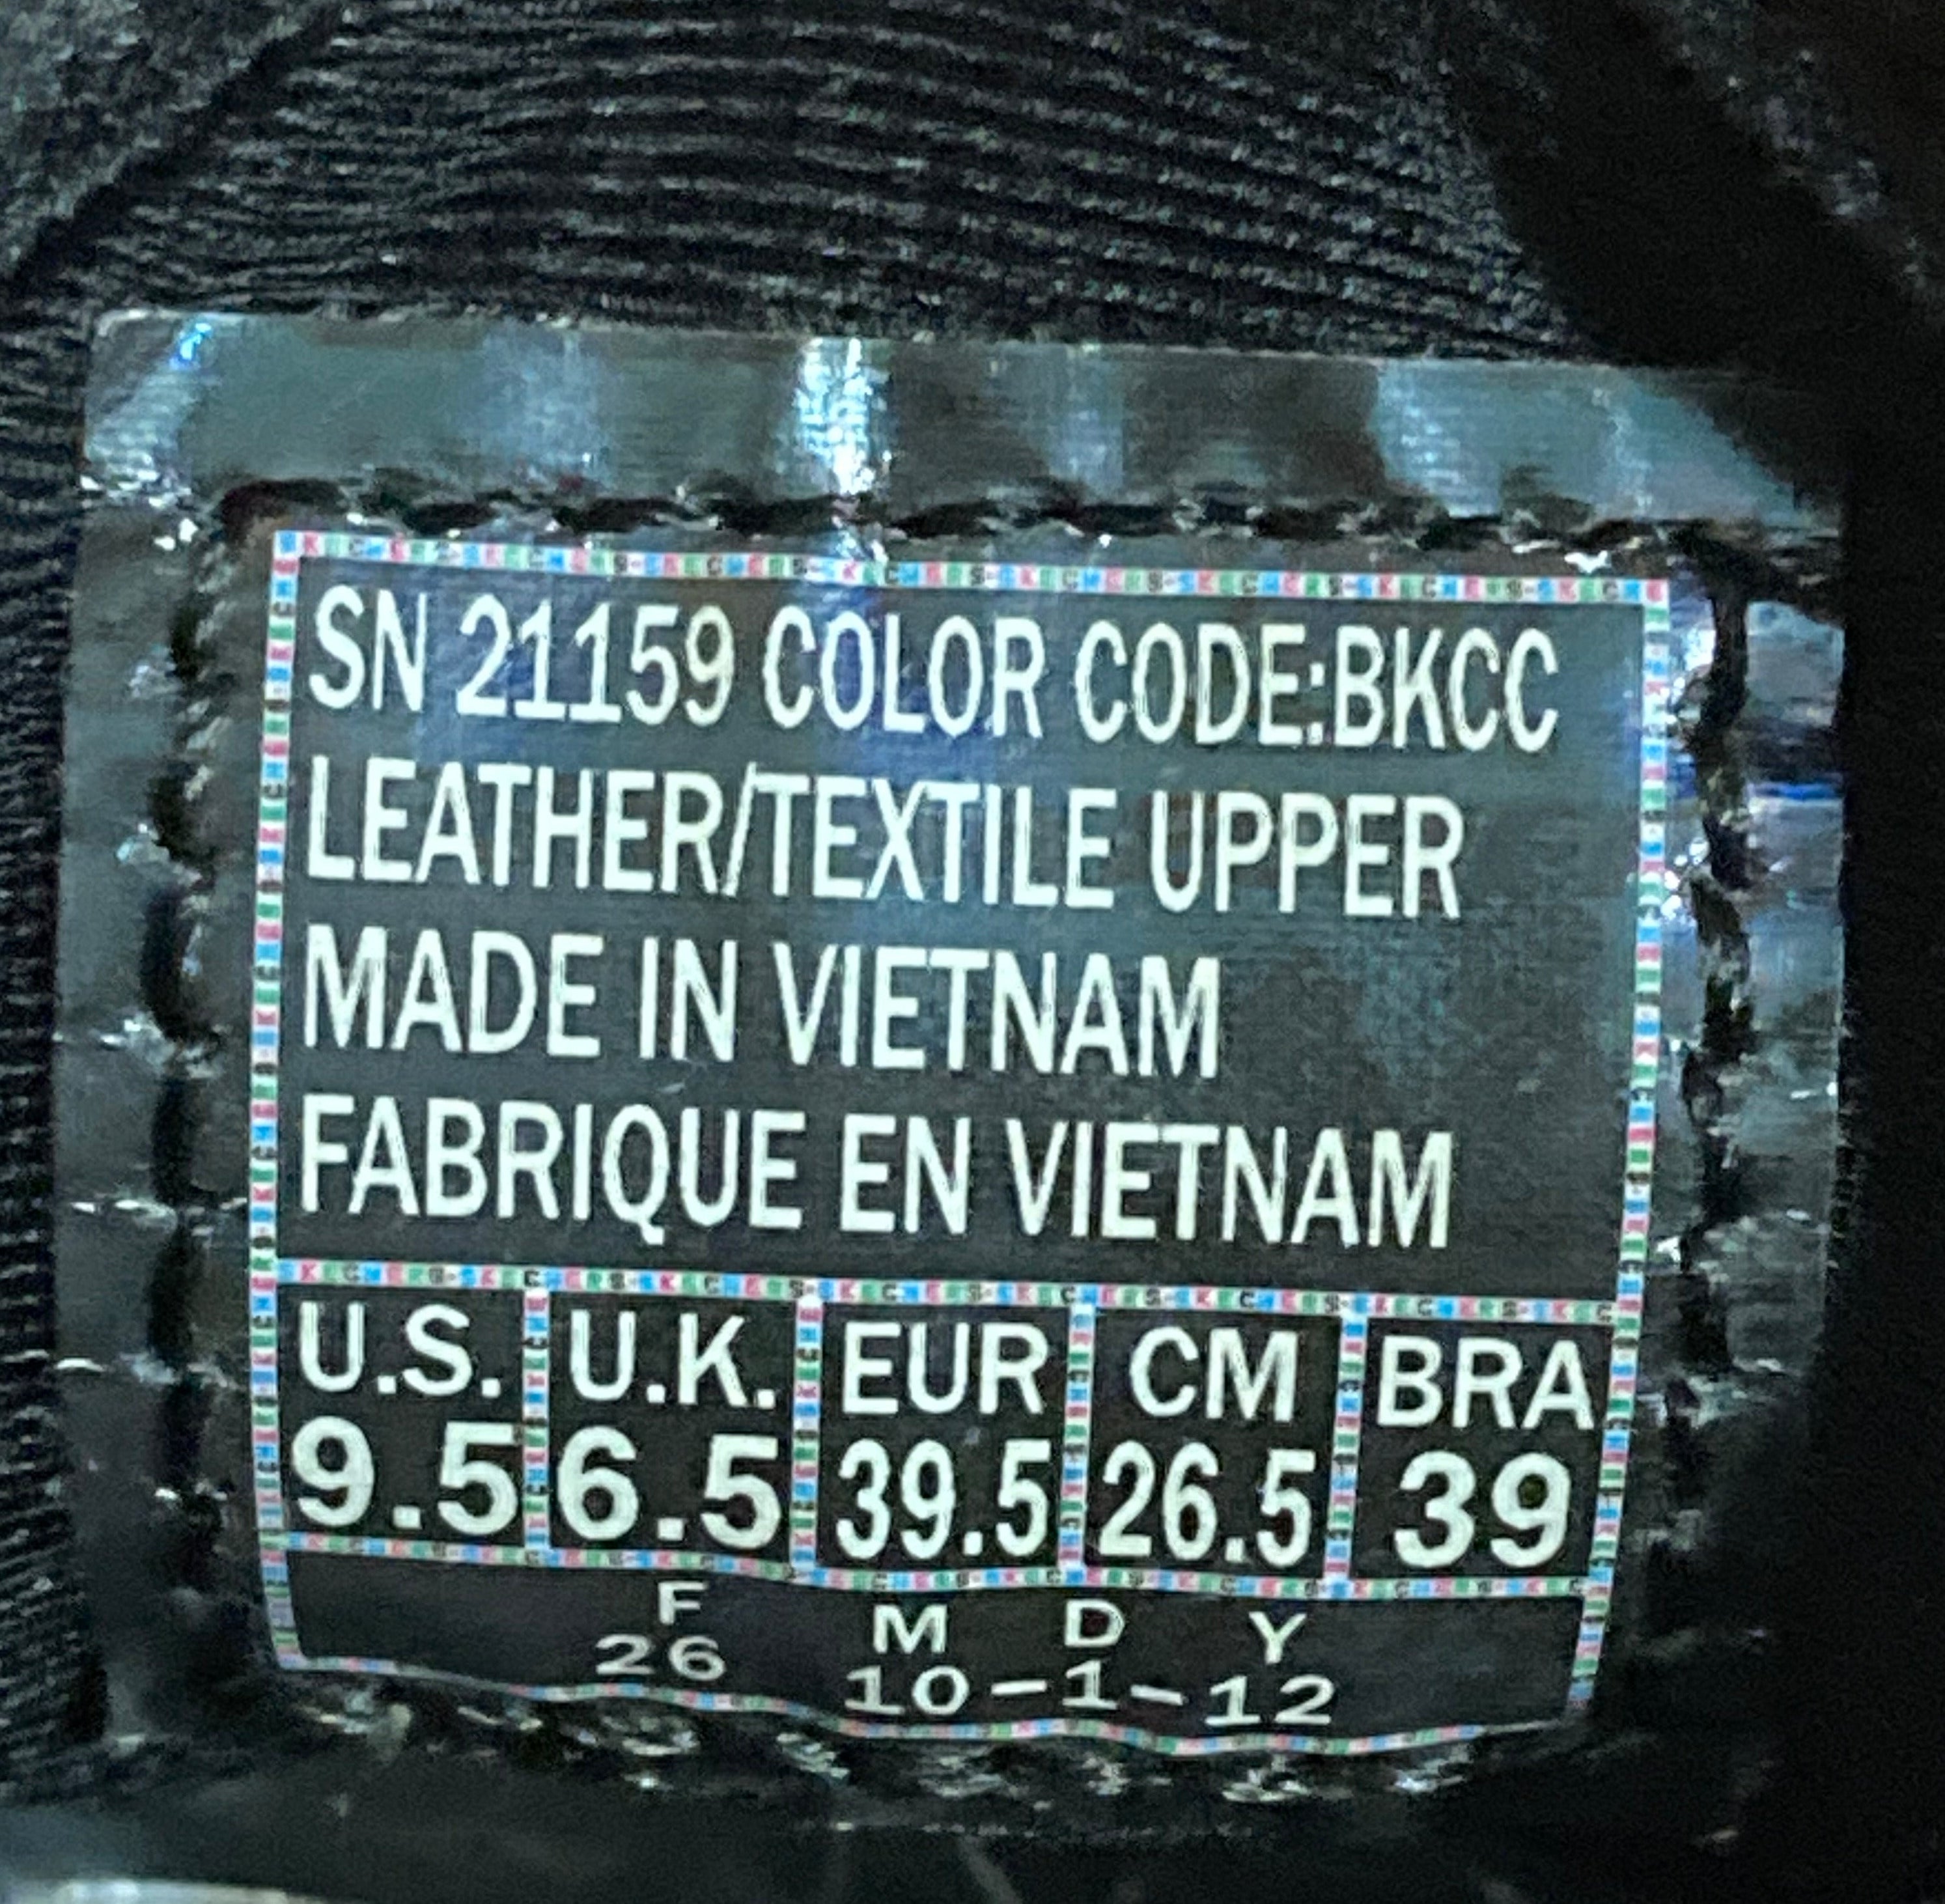 SN 21159 COLOR CODE:BKCC
LEATHER/TEXTILE UPPER
MADE IN VIETNAM
FABRIQUE EN VIETNAM
U.S. U.K. EUR CM BRA
9.5 6.5 39.5 26.5 39
F M D Y
26 10-1-12